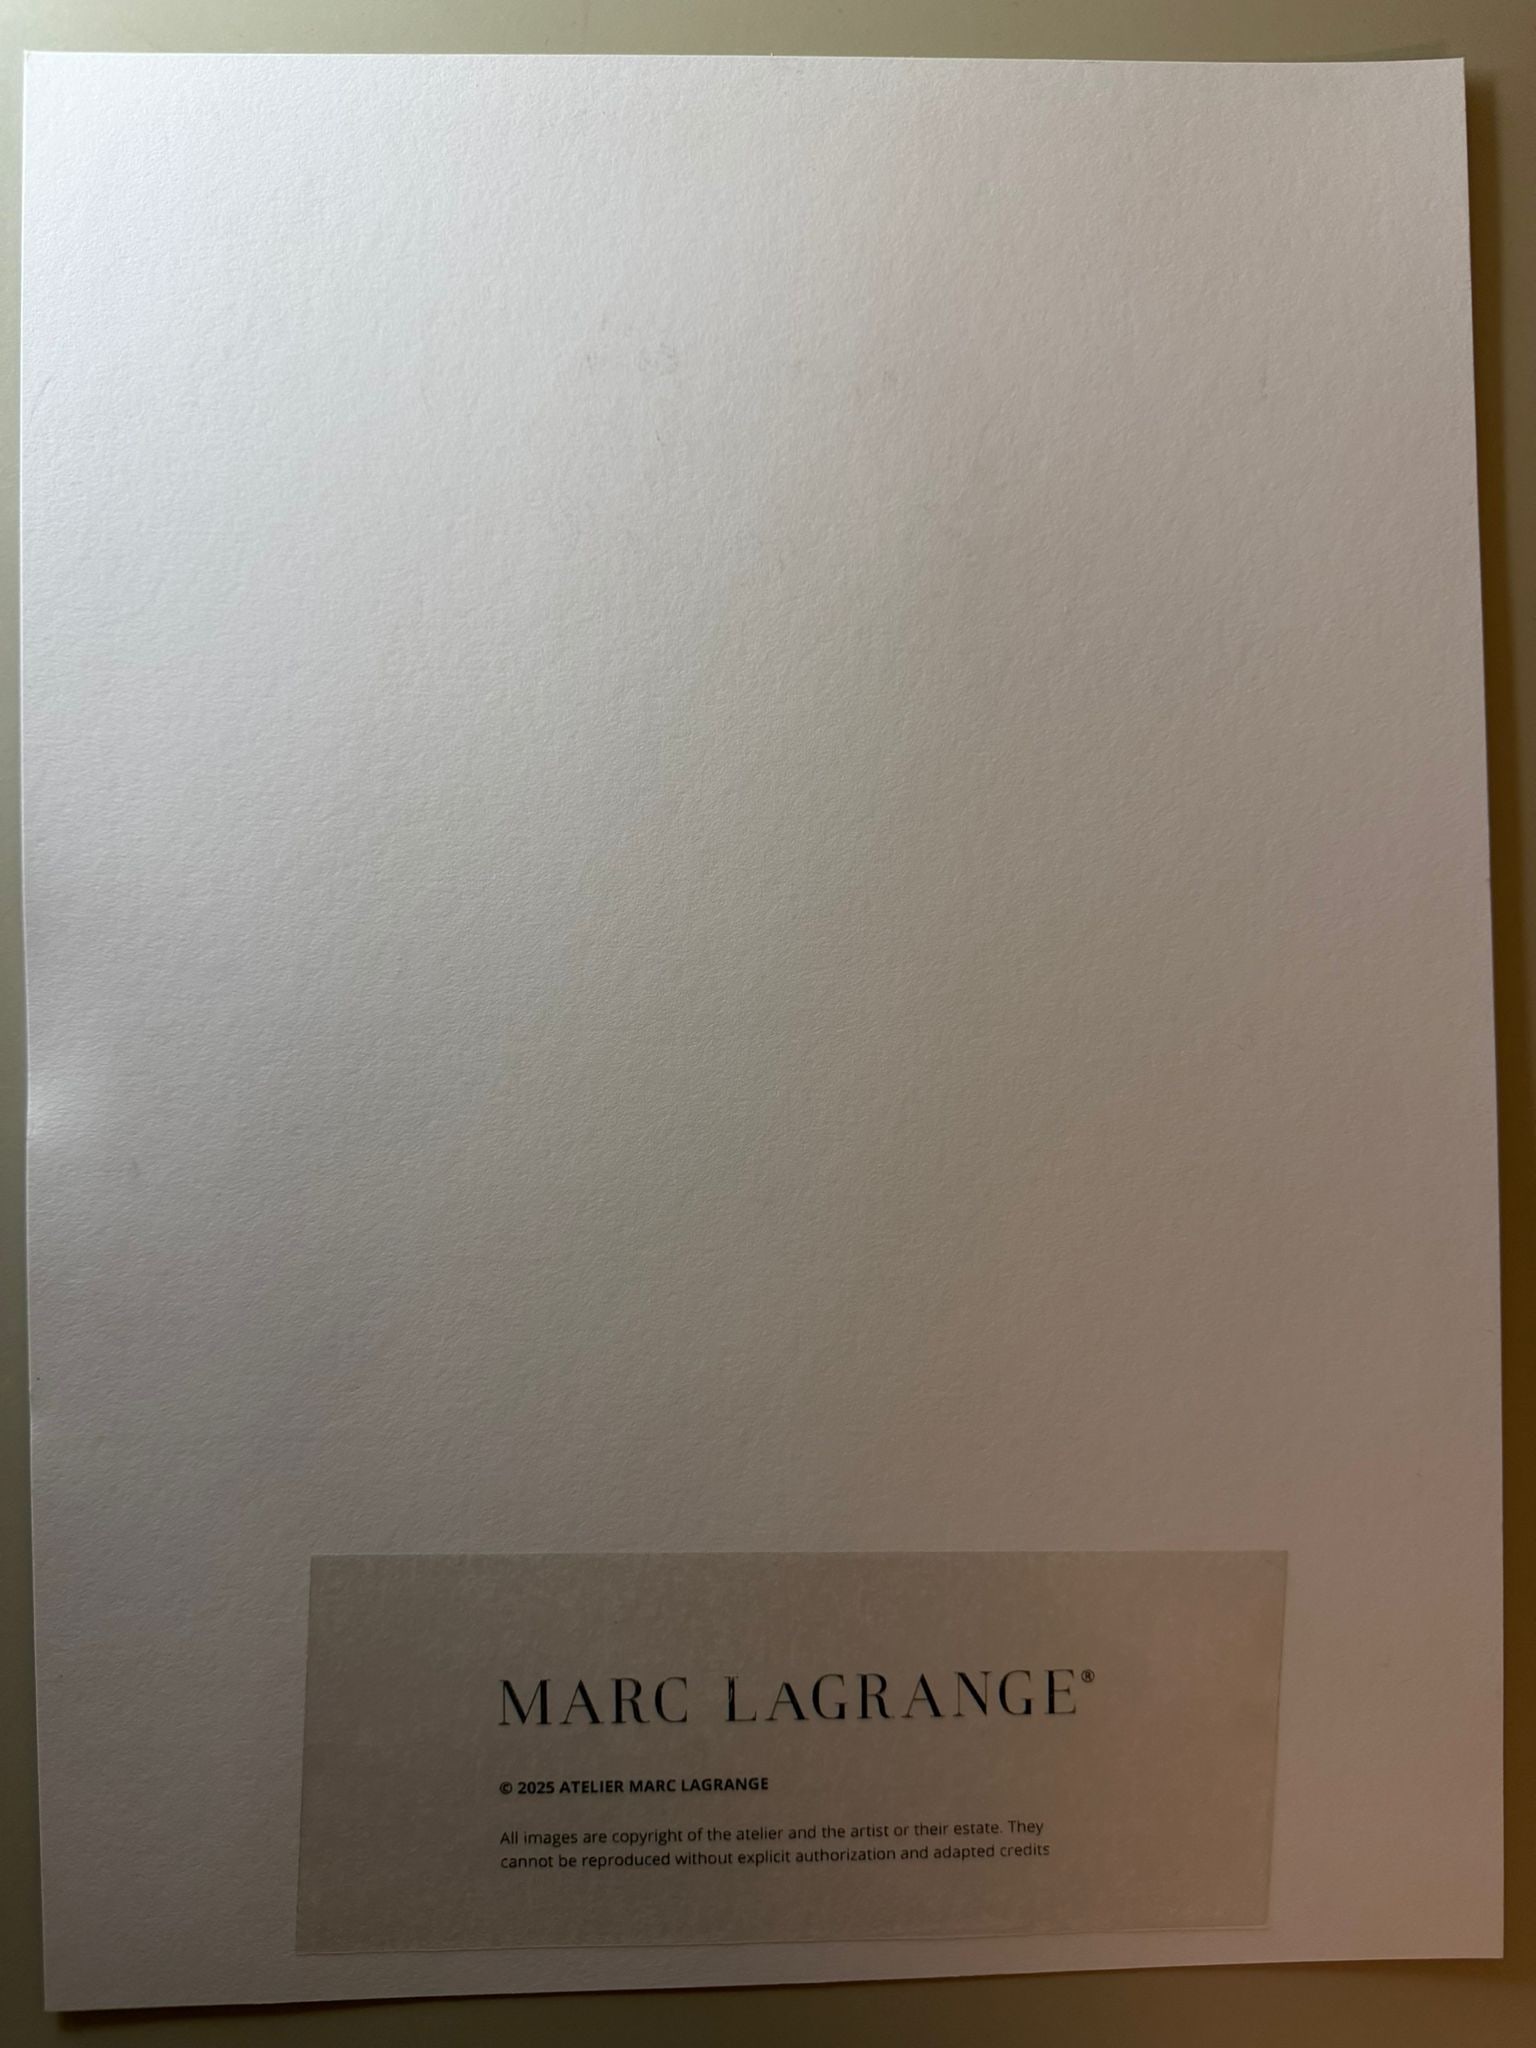 MARC LAGRANGE®
© 2025 ATELIER MARC LAGRANGE
All images are copyright of the atelier and the artist or their estate. They
cannot be reproduced without explicit authorization and adapted credits